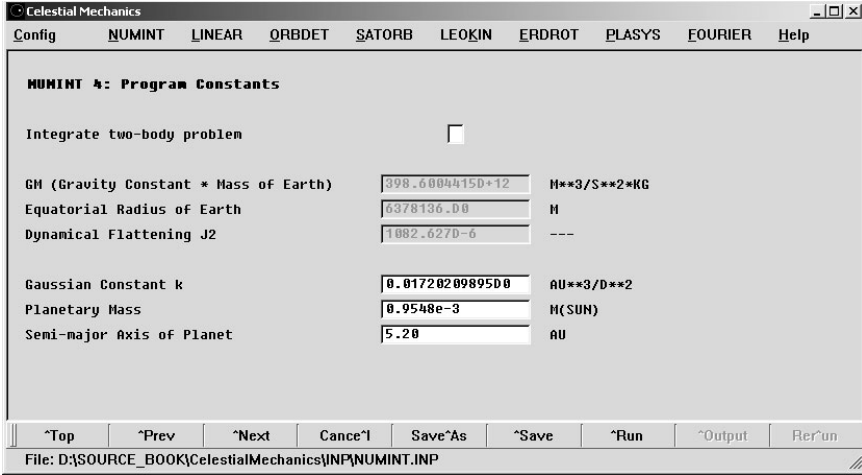 Celestial Mechanics
Config NUMINT LINEAR ORBDET SATORB LEOKIN ERDROT PLASYS FOURIER Help
NUMINT 4: Program Constants
Integrate two-body problem
GM (Gravity Constant * Mass of Earth) 398.6004415D+12 M**3/S**2*KG
Equatorial Radius of Earth 6378136.D0 M
Dynamical Flattening J2 1082.627D-6 ---
Gaussian Constant k 0.01720209895D0 AU**3/D**2
Planetary Mass 0.9548e-3 M(SUN)
Semi-major Axis of Planet 5.20 AU
^Top ^Prev ^Next Cance^l Save^As ^Save ^Run ^Output Rer^un
File: D:\SOURCE_BOOK\CelestialMechanics\INP\NUMINT.INP